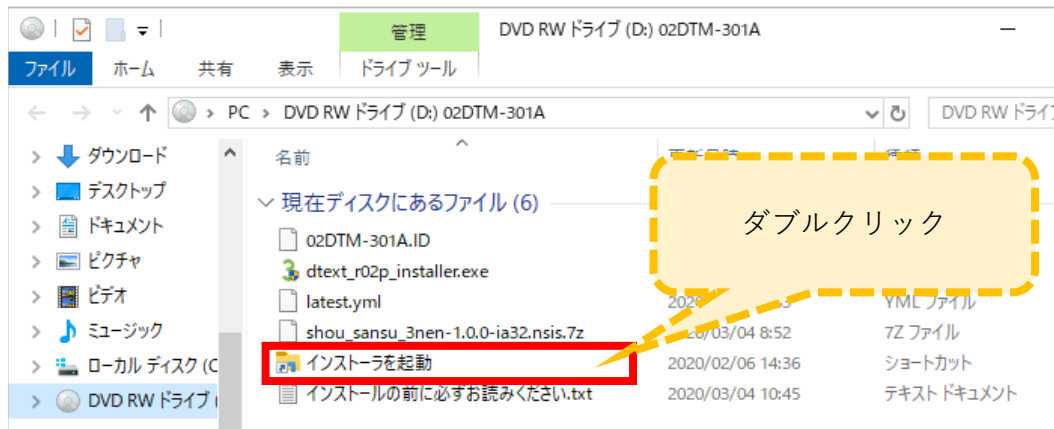 管理
DVD RW ドライブ (D:) 02DTM-301A
ファイル ホーム 共有 表示 ドライブ ツール
PC > DVD RW ドライブ (D:) 02DTM-301A
DVD RW ドライブ
ダウンロード
デスクトップ
ドキュメント
ピクチャ
ビデオ
ミュージック
ローカル ディスク (C
DVD RW ドライブ (
名前
現在ディスクにあるファイル (6)
02DTM-301A.ID
dtext_r02p_installer.exe
latest.yml YML ファイル
shou_sansu_3nen-1.0.0-ia32.nsis.7z 2020/03/04 8:52 7Z ファイル
インストーラを起動 2020/02/06 14:36 ショートカット
インストールの前に必ずお読みください.txt 2020/03/04 10:45 テキスト ドキュメント
ダブルクリック